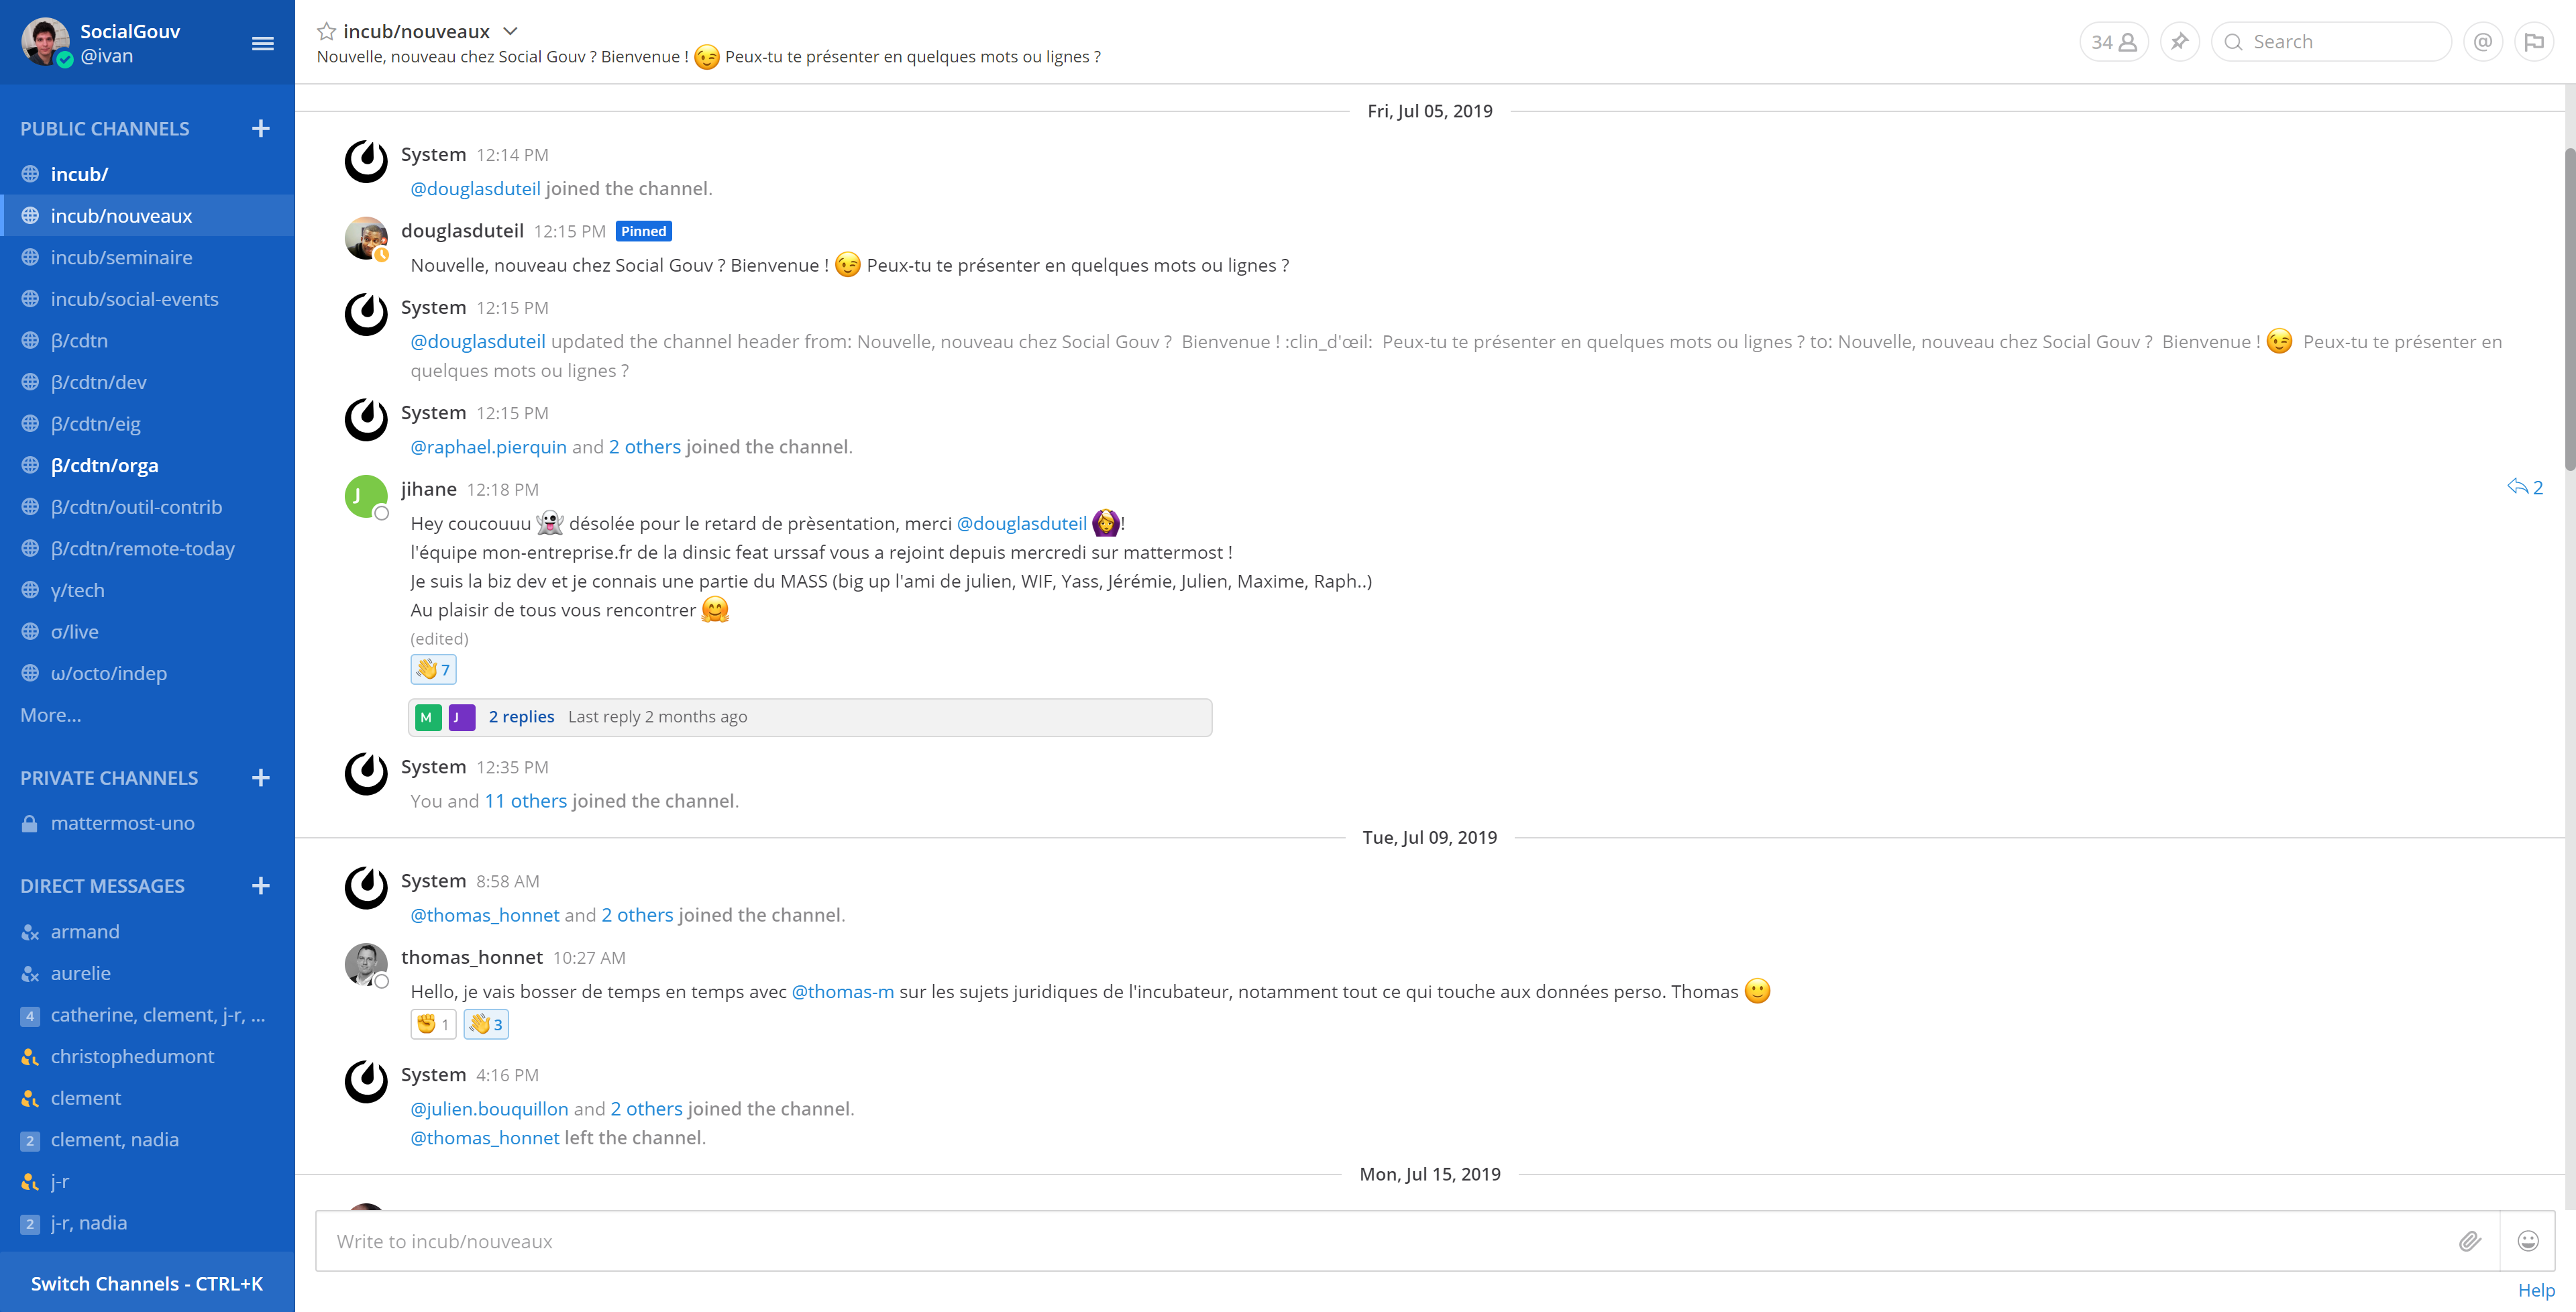 SocialGouv
@ivan
PUBLIC CHANNELS
incub/
incub/nouveaux
incub/seminaire
incub/social-events
β/cdtn
β/cdtn/dev
β/cdtn/eig
β/cdtn/orga
β/cdtn/outil-contrib
β/cdtn/remote-today
γ/tech
σ/live
ω/octo/indep
More...
PRIVATE CHANNELS
mattermost-uno
DIRECT MESSAGES
armand
aurelie
4 catherine, clement, j-r, ...
christophedumont
clement
2 clement, nadia
j-r
2 j-r, nadia
Switch Channels - CTRL+K
incub/nouveaux
Nouvelle, nouveau chez Social Gouv ? Bienvenue ! 😉 Peux-tu te présenter en quelques mots ou lignes ?
34
Search
@
Fri, Jul 05, 2019
System 12:14 PM
@douglasduteil joined the channel.
douglasduteil 12:15 PM Pinned
Nouvelle, nouveau chez Social Gouv ? Bienvenue ! 😉 Peux-tu te présenter en quelques mots ou lignes ?
System 12:15 PM
@douglasduteil updated the channel header from: Nouvelle, nouveau chez Social Gouv ? Bienvenue ! :clin_d'œil: Peux-tu te présenter en quelques mots ou lignes ? to: Nouvelle, nouveau chez Social Gouv ? Bienvenue ! 😉 Peux-tu te présenter en
quelques mots ou lignes ?
System 12:15 PM
@raphael.pierquin and 2 others joined the channel.
J
jihane 12:18 PM
2
Hey coucouuu 👻 désolée pour le retard de prèsentation, merci @douglasduteil 🙆!
l'équipe mon-entreprise.fr de la dinsic feat urssaf vous a rejoint depuis mercredi sur mattermost !
Je suis la biz dev et je connais une partie du MASS (big up l'ami de julien, WIF, Yass, Jérémie, Julien, Maxime, Raph..)
Au plaisir de tous vous rencontrer 🤗
(edited)
👋 7
M J 2 replies Last reply 2 months ago
System 12:35 PM
You and 11 others joined the channel.
Tue, Jul 09, 2019
System 8:58 AM
@thomas_honnet and 2 others joined the channel.
thomas_honnet 10:27 AM
Hello, je vais bosser de temps en temps avec @thomas-m sur les sujets juridiques de l'incubateur, notamment tout ce qui touche aux données perso. Thomas 🙂
✊ 1 👋 3
System 4:16 PM
@julien.bouquillon and 2 others joined the channel.
@thomas_honnet left the channel.
Mon, Jul 15, 2019
Write to incub/nouveaux
Help